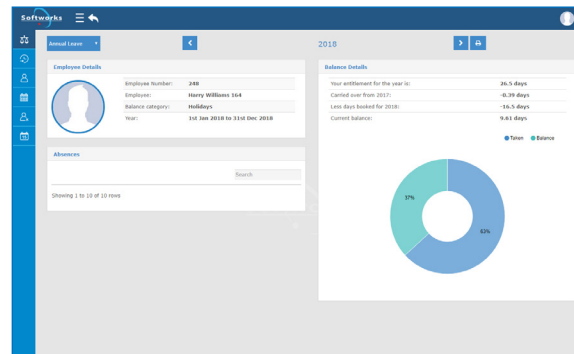 Softworks
Annual Leave
2018
Employee Details
Employee Number: 248
Employee: Harry Williams 164
Balance category: Holidays
Year: 1st Jan 2018 to 31st Dec 2018
Absences
Search
Showing 1 to 10 of 10 rows
Balance Details
Your entitlement for the year is: 26.5 days
Carried over from 2017: -0.39 days
Less days booked for 2018: -16.5 days
Current balance: 9.61 days
Taken Balance
37%
63%